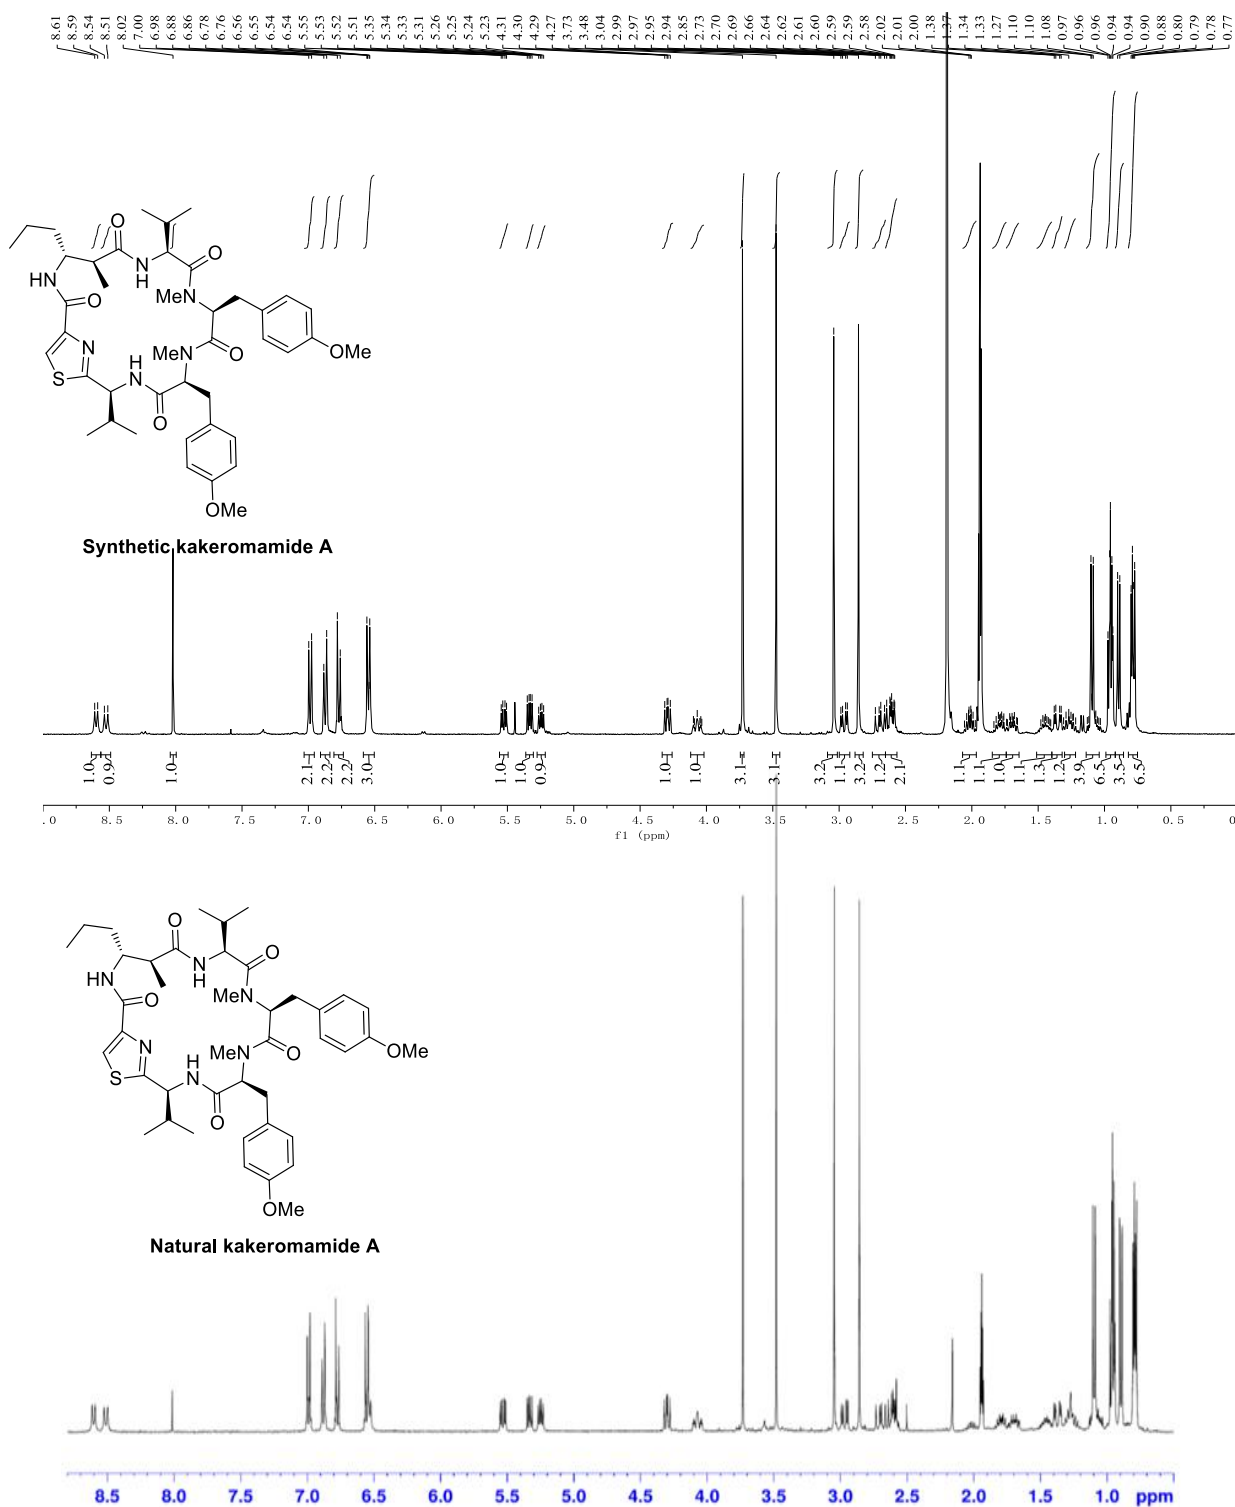 8.61 8.59 8.54 8.51 8.02 7.00 6.98 6.88 6.86 6.78 6.76 6.56 6.55 6.54 6.54 5.55 5.53 5.52 5.51 5.35 5.34 5.33 5.31 5.26 5.25 5.24 5.23 4.31 4.30 4.29 4.27 3.73 3.48 3.04 2.99 2.97 2.95 2.94 2.85 2.73 2.70 2.69 2.66 2.64 2.62 2.61 2.60 2.59 2.59 2.58 2.02 2.01 2.00 1.38 1.37 1.34 1.33 1.27 1.10 1.10 1.08 0.97 0.96 0.96 0.94 0.94 0.90 0.88 0.80 0.79 0.78 0.77
O
N
H
O
HN
O
MeN
N
MeN
O
OMe
S
H
N
O
OMe
Synthetic kakeromamide A
1.0 0.9 1.0 2.1 2.2 2.2 3.0 1.0 1.0 0.9 1.0 1.0 3.1 3.1 3.2 1.1 3.2 1.2 2.1 1.1 1.1 1.0 1.1 1.3 1.2 3.9 6.5 3.5 6.5
.0 8.5 8.0 7.5 7.0 6.5 6.0 5.5 5.0 4.5 4.0 3.5 3.0 2.5 2.0 1.5 1.0 0.5 0
f1 (ppm)
O
N
H
O
HN
O
MeN
N
MeN
O
OMe
S
H
N
O
OMe
Natural kakeromamide A
8.5 8.0 7.5 7.0 6.5 6.0 5.5 5.0 4.5 4.0 3.5 3.0 2.5 2.0 1.5 1.0 ppm